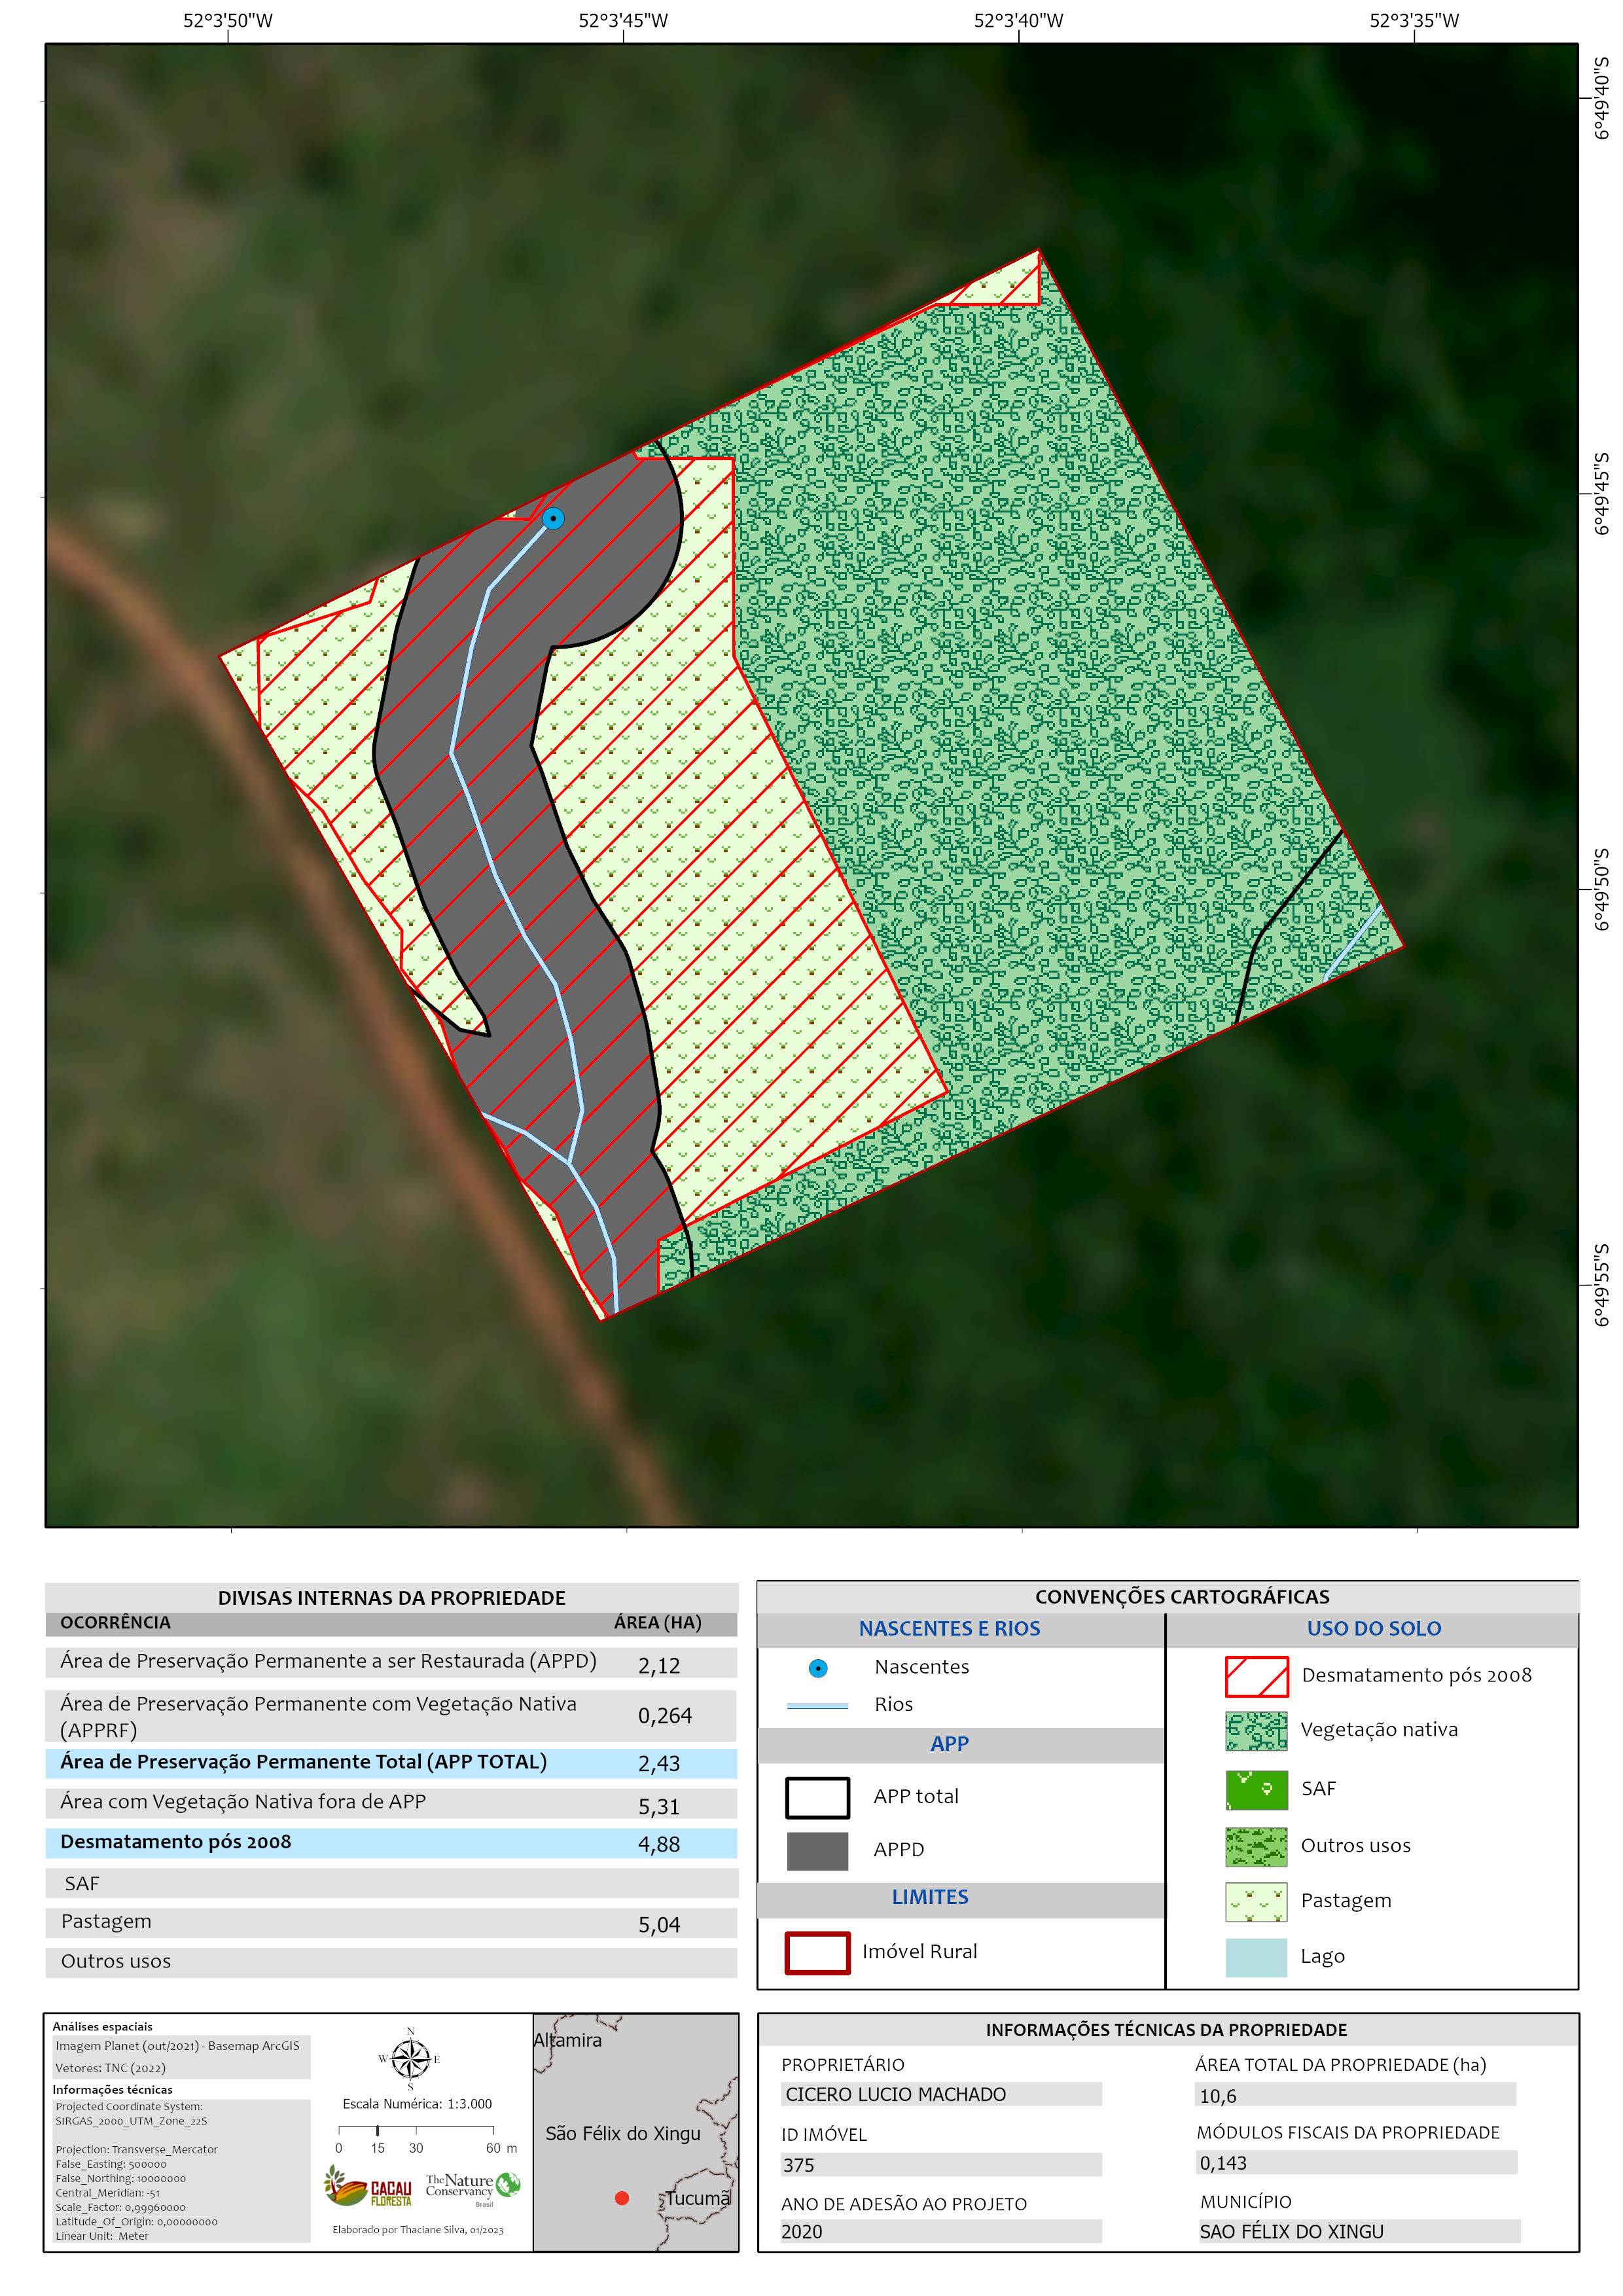 52°3'50"W 52°3'45"W 52°3'40"W 52°3'35"W
6°49'40"S
6°49'45"S
6°49'50"S
6°49'55"S
DIVISAS INTERNAS DA PROPRIEDADE
OCORRÊNCIA ÁREA (HA)
Área de Preservação Permanente a ser Restaurada (APPD) 2,12
Área de Preservação Permanente com Vegetação Nativa
(APPRF) 0,264
Área de Preservação Permanente Total (APP TOTAL) 2,43
Área com Vegetação Nativa fora de APP 5,31
Desmatamento pós 2008 4,88
SAF
Pastagem 5,04
Outros usos
CONVENÇÕES CARTOGRÁFICAS
NASCENTES E RIOS
Nascentes
Rios
APP
APP total
APPD
LIMITES
Imóvel Rural
USO DO SOLO
Desmatamento pós 2008
Vegetação nativa
SAF
Outros usos
Pastagem
Lago
Análises espaciais
Imagem Planet (out/2021) - Basemap ArcGIS
Vetores: TNC (2022)
Informações técnicas
Projected Coordinate System:
SIRGAS_2000_UTM_Zone_22S
Projection: Transverse_Mercator
False_Easting: 500000
False_Northing: 10000000
Central_Meridian: -51
Scale_Factor: 0,99960000
Latitude_Of_Origin: 0,00000000
Linear Unit: Meter
N
W E
S
Escala Numérica: 1:3.000
0 15 30 60 m
CACAU
FLORESTA
The Nature
Conservancy
Brasil
Elaborado por Thaciane Silva, 01/2023
Altamira
São Félix do Xingu
Tucumã
INFORMAÇÕES TÉCNICAS DA PROPRIEDADE
PROPRIETÁRIO
CICERO LUCIO MACHADO
ID IMÓVEL
375
ANO DE ADESÃO AO PROJETO
2020
ÁREA TOTAL DA PROPRIEDADE (ha)
10,6
MÓDULOS FISCAIS DA PROPRIEDADE
0,143
MUNICÍPIO
SAO FÉLIX DO XINGU